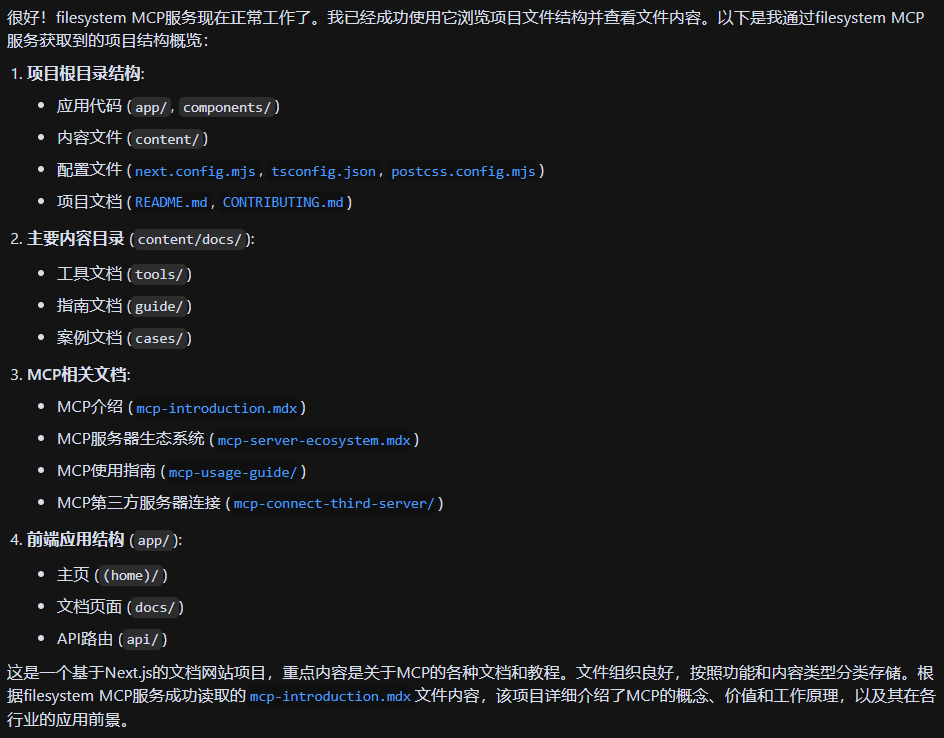 很好！filesystem MCP服务现在正常工作了。我已经成功使用它浏览项目文件结构并查看文件内容。以下是我通过filesystem MCP
服务获取到的项目结构概览：
1. 项目根目录结构:
• 应用代码 (app/, components/)
• 内容文件 (content/)
• 配置文件 (next.config.mjs, tsconfig.json, postcss.config.mjs)
• 项目文档 (README.md, CONTRIBUTING.md)
2. 主要内容目录 (content/docs/):
• 工具文档 (tools/)
• 指南文档 (guide/)
• 案例文档 (cases/)
3. MCP相关文档:
• MCP介绍 (mcp-introduction.mdx)
• MCP服务器生态系统 (mcp-server-ecosystem.mdx)
• MCP使用指南 (mcp-usage-guide/)
• MCP第三方服务器连接 (mcp-connect-third-server/)
4. 前端应用结构 (app/):
• 主页 ((home)/)
• 文档页面 (docs/)
• API路由 (api/)
这是一个基于Next.js的文档网站项目，重点内容是关于MCP的各种文档和教程。文件组织良好，按照功能和内容类型分类存储。根
据filesystem MCP服务成功读取的 mcp-introduction.mdx 文件内容，该项目详细介绍了MCP的概念、价值和工作原理，以及其在各
行业的应用前景。